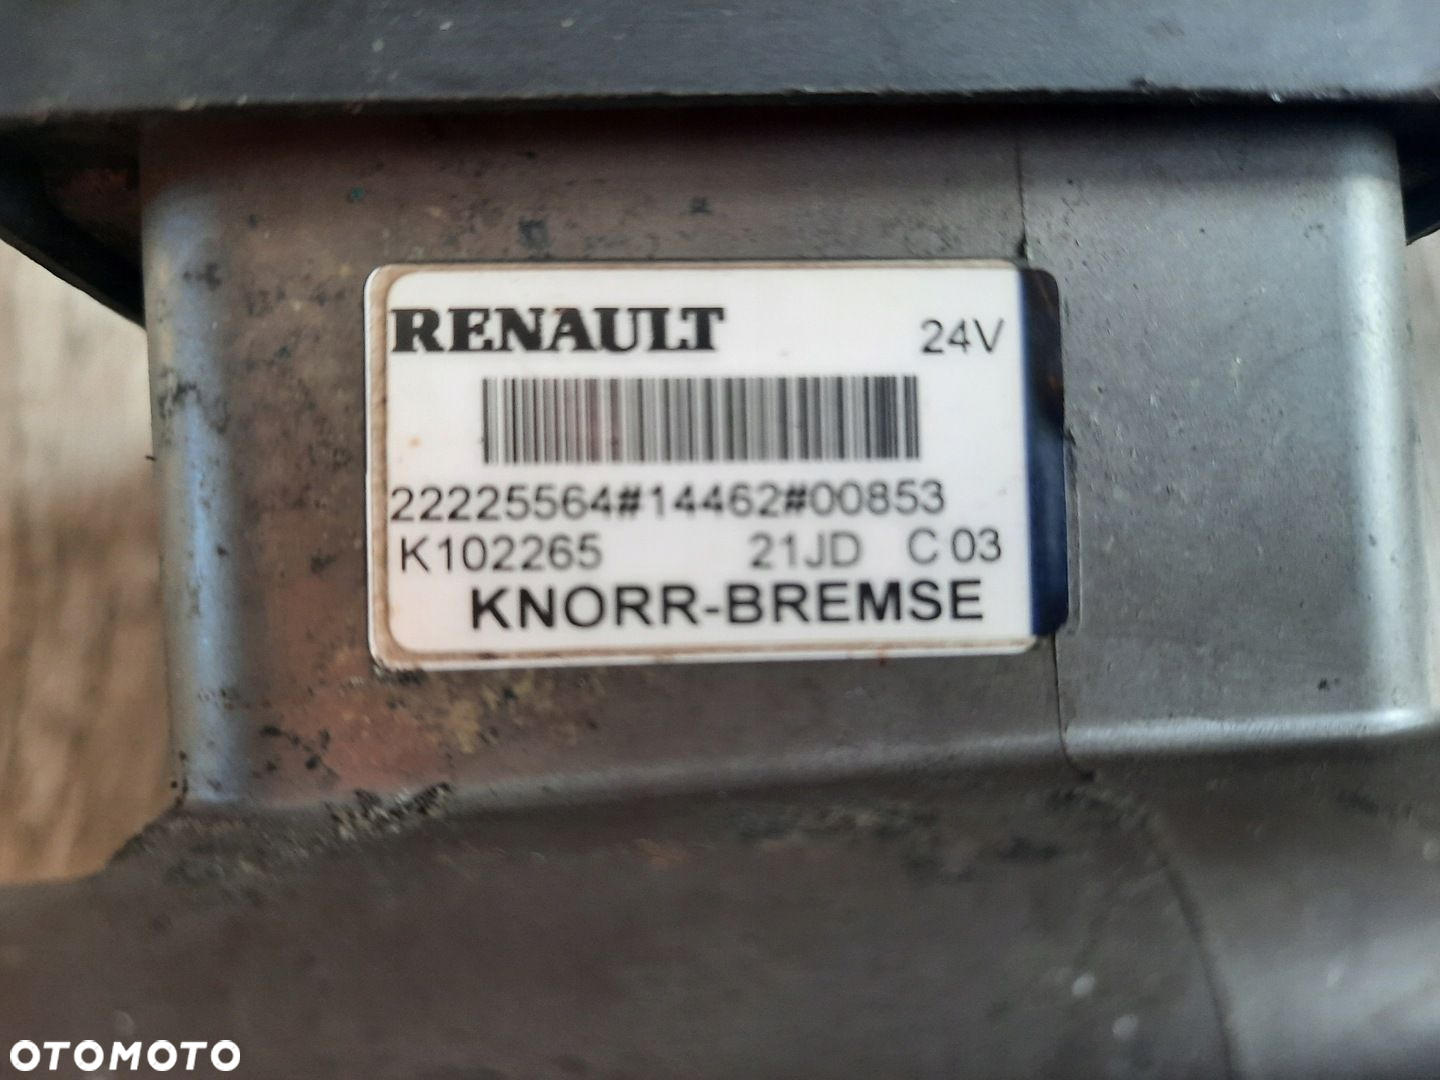 RENAULT 24V
22225564#14462#00853
K102265 21JD C 03
KNORR-BREMSE
OTOMOTO